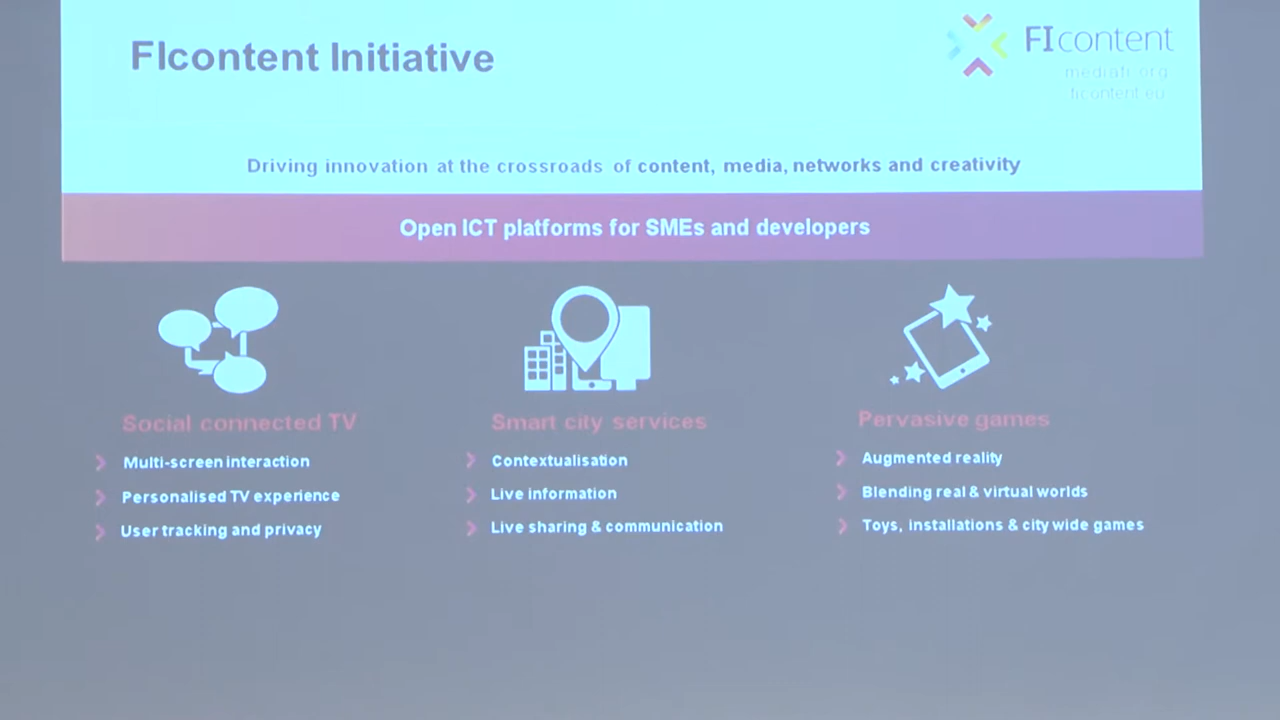 FIcontent Initiative
FIcontent
mediafi.org
ficontent.eu
Driving innovation at the crossroads of content, media, networks and creativity
Open ICT platforms for SMEs and developers
Social connected TV
Multi-screen interaction
Personalised TV experience
User tracking and privacy
Smart city services
Contextualisation
Live information
Live sharing & communication
Pervasive games
Augmented reality
Blending real & virtual worlds
Toys, installations & city wide games